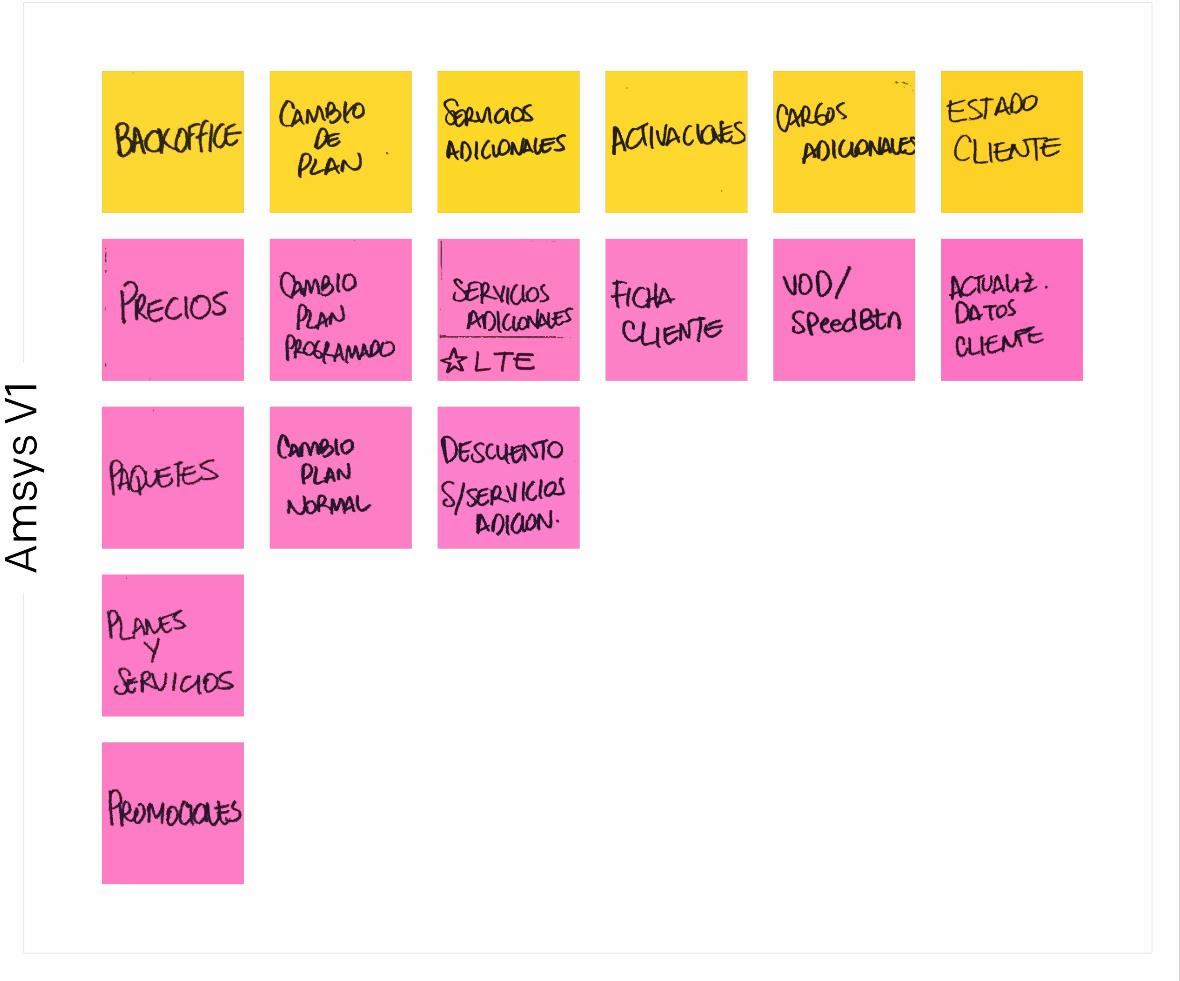 Amsys V1
BACKOFFICE
CAMBIO
DE
PLAN
SERVICIOS
ADICIONALES
ACTIVACIONES
CARGOS
ADICIONALES
ESTADO
CLIENTE
PRECIOS
CAMBIO
PLAN
PROGRAMADO
SERVICIOS
ADICIONALES
☆ LTE
FICHA
CLIENTE
VOD/
SPeedBtn
ACTUALIZ.
DATOS
CLIENTE
PAQUETES
CAMBIO
PLAN
NORMAL
DESCUENTO
S/SERVICIOS
ADICION.
PLANES
Y
SERVICIOS
PROMOCIONES